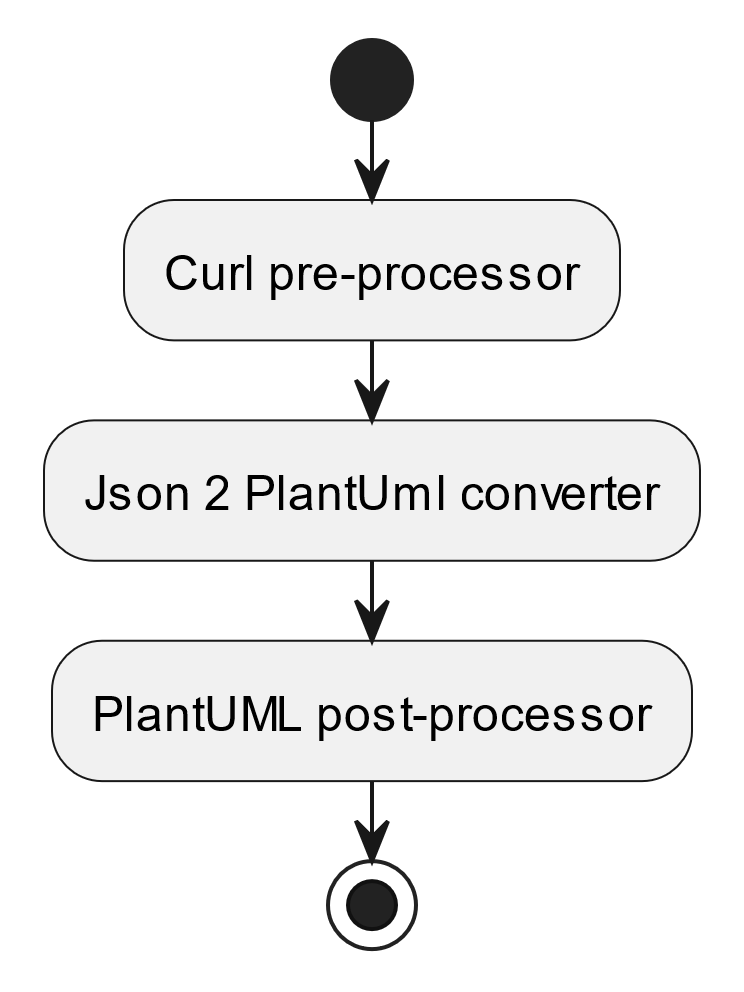 Curl pre-processor
Json 2 PlantUml converter
PlantUML post-processor